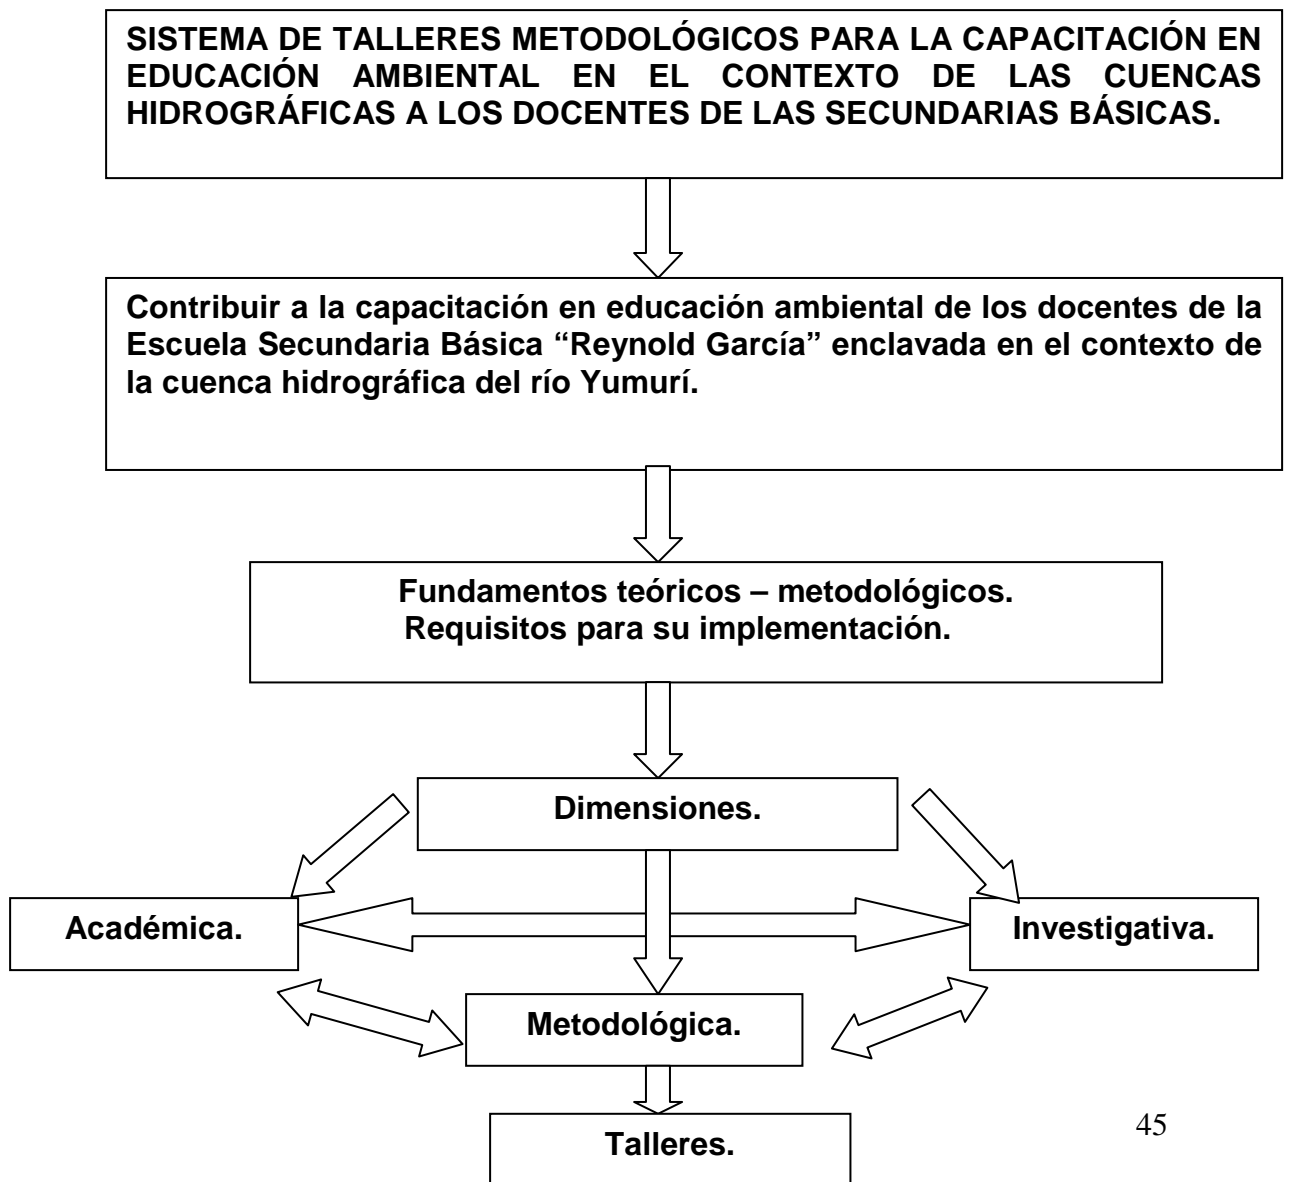 SISTEMA DE TALLERES METODOLÓGICOS PARA LA CAPACITACIÓN EN
EDUCACIÓN AMBIENTAL EN EL CONTEXTO DE LAS CUENCAS
HIDROGRÁFICAS A LOS DOCENTES DE LAS SECUNDARIAS BÁSICAS.
Contribuir a la capacitación en educación ambiental de los docentes de la
Escuela Secundaria Básica “Reynold García” enclavada en el contexto de
la cuenca hidrográfica del río Yumurí.
Fundamentos teóricos – metodológicos.
Requisitos para su implementación.
Dimensiones.
Académica.
Investigativa.
Metodológica.
Talleres.
45